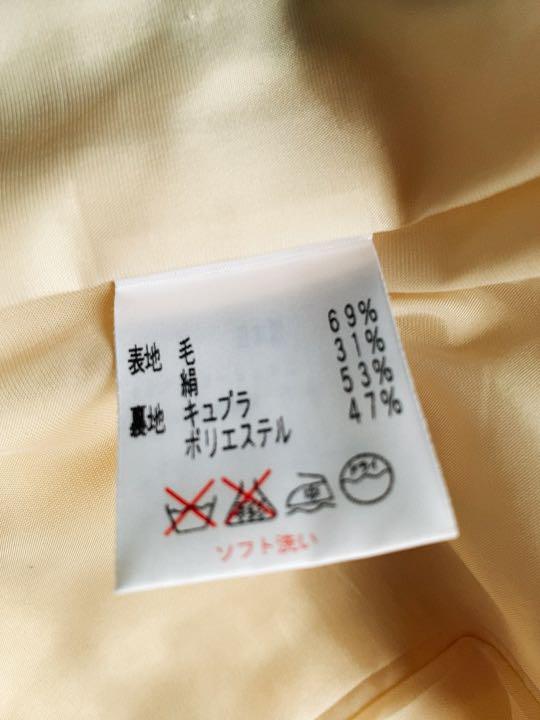 表地 毛 69%
絹 31%
裏地 キュプラ 53%
ポリエステル 47%
中 ドライ
ソフト洗い